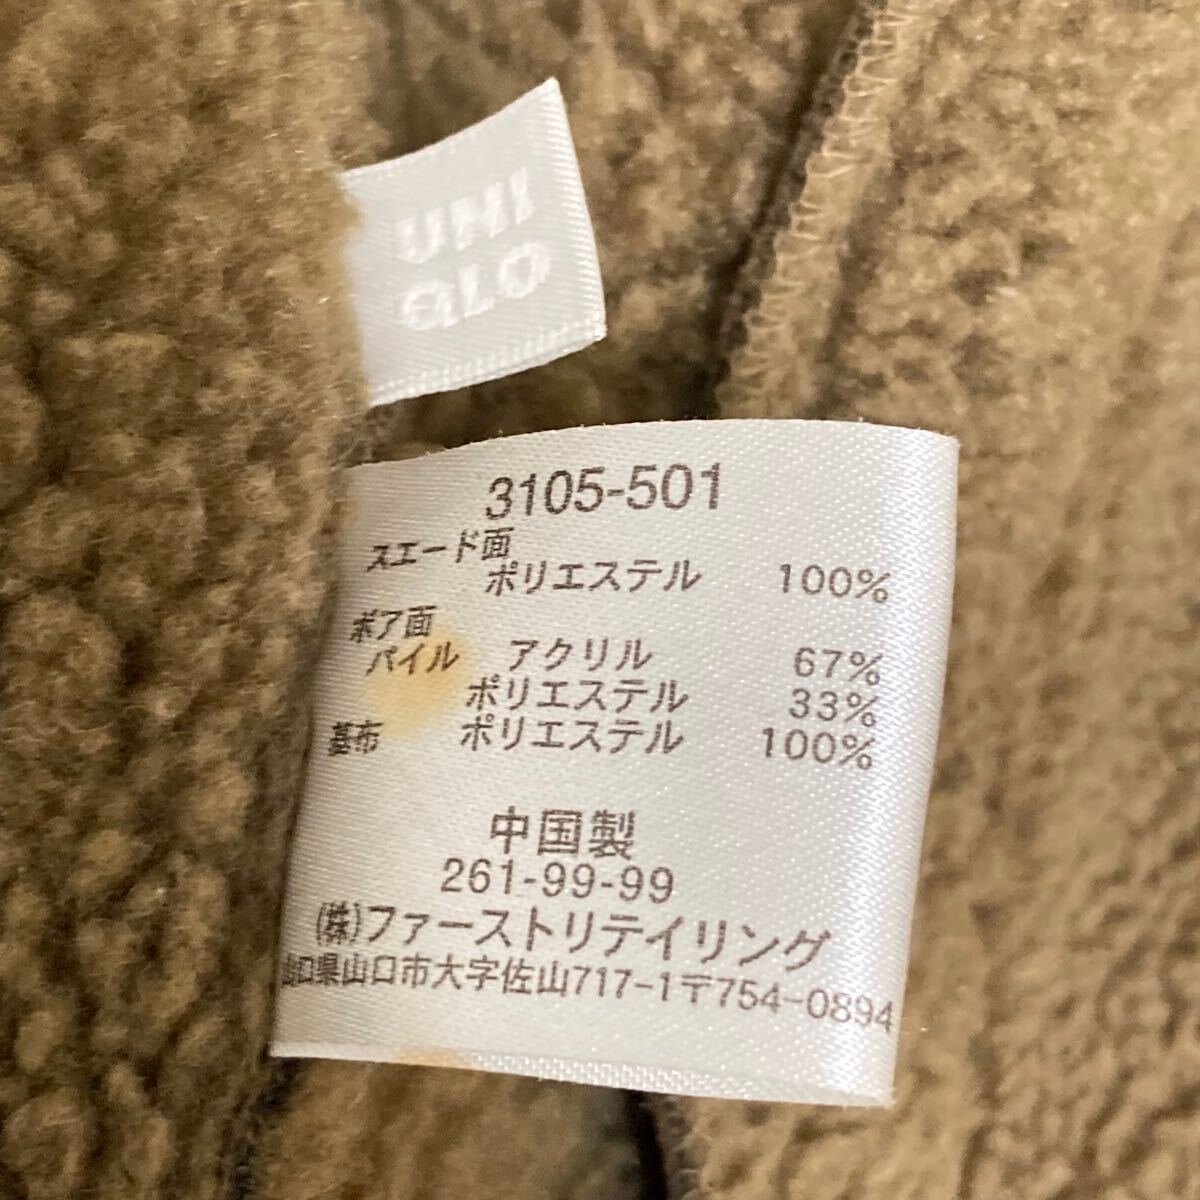 UNI
QLO
3105-501
スエード面
ポリエステル 100%
ボア面
パイル アクリル 67%
ポリエステル 33%
基布 ポリエステル 100%
中国製
261-99-99
(株)ファーストリテイリング
山口県山口市大字佐山717-1〒754-0894